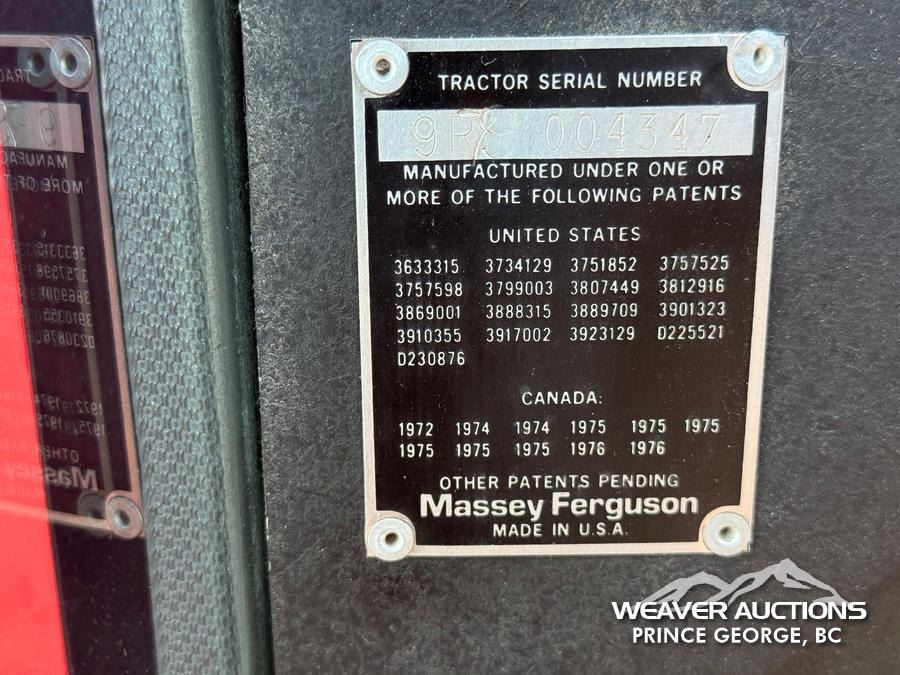 TRACTOR SERIAL NUMBER
004347
MANUFACTURED UNDER ONE OR
MORE OF THE FOLLOWING PATENTS
UNITED STATES
3633315 3734129 3751852 3757525
3757598 3799003 3807449 3812916
3869001 3888315 3889709 3901323
3910355 3917002 3923129 D225521
D230876
CANADA:
1972 1974 1974 1975 1975 1975
1975 1975 1975 1976 1976
OTHER PATENTS PENDING
Massey Ferguson
MADE IN U.S.A.
WEAVER AUCTIONS
PRINCE GEORGE, BC